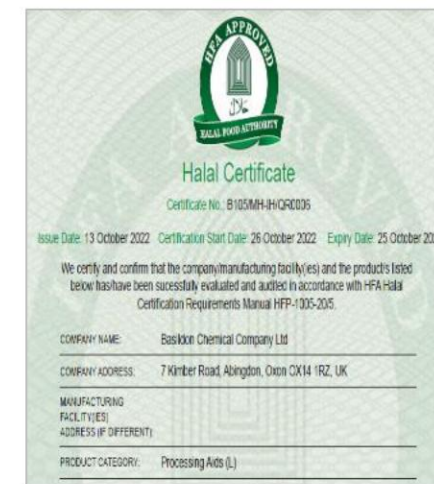 HFA APPROVED
حلال
HALAL FOOD AUTHORITY
Halal Certificate
Certificate No.: B105/MH-IH/QR0006
Issue Date: 13 October 2022 Certification Start Date: 26 October 2022 Expiry Date: 25 October 20
We certify and confirm that the company/manufacturing facility(ies) and the product/s listed
below has/have been sucessfully evaluated and audited in accordance with HFA Halal
Certification Requirements Manual HFP-1005-20/5.
COMPANY NAME: Basildon Chemical Company Ltd
COMPANY ADDRESS: 7 Kimber Road, Abingdon, Oxon OX14 1RZ, UK
MANUFACTURING
FACILITY(IES)
ADDRESS (IF DIFFERENT):
PRODUCT CATEGORY: Processing Aids (L)